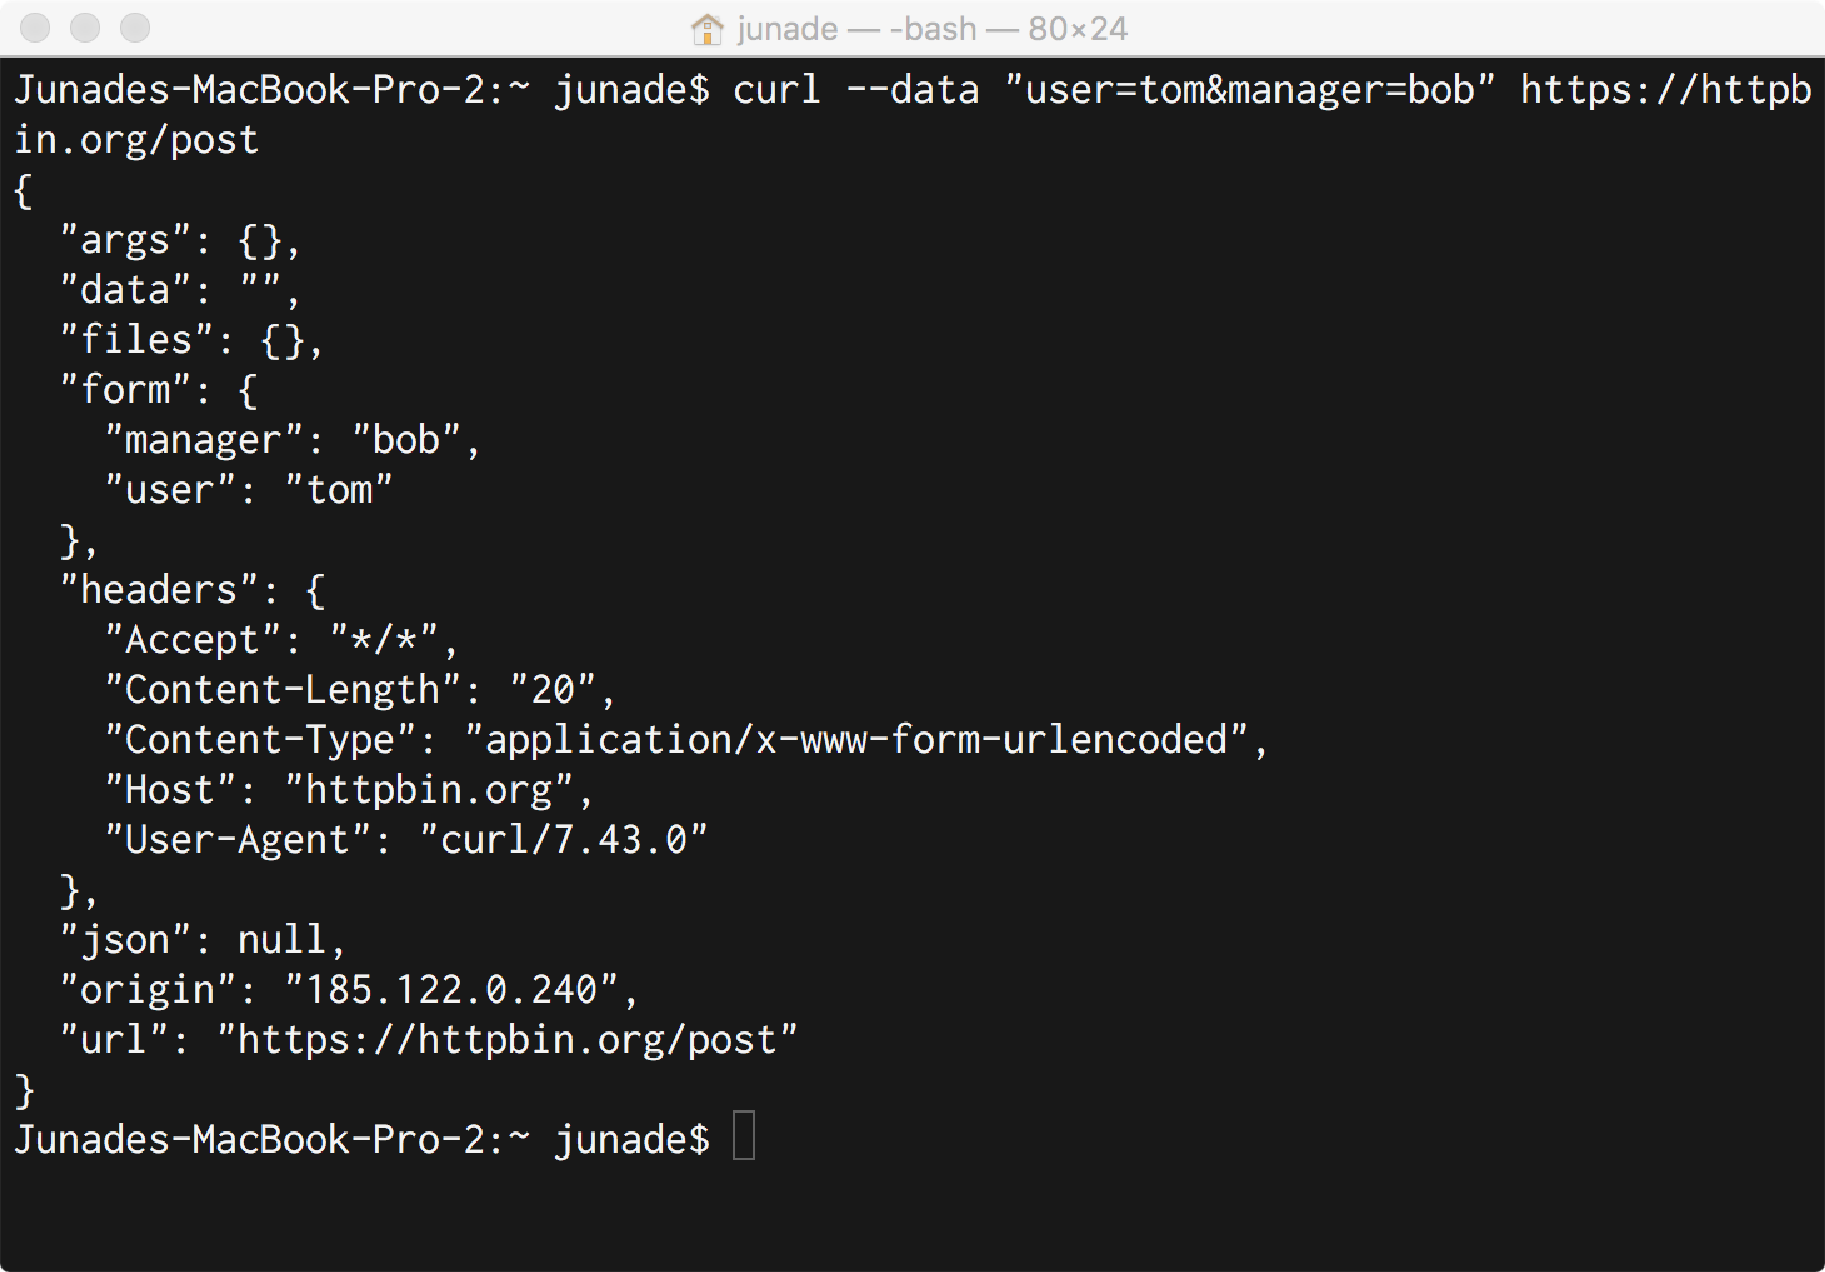 junade — -bash — 80×24
Junades-MacBook-Pro-2:~ junade$ curl --data "user=tom&manager=bob" https://httpb
in.org/post
{
  "args": {},
  "data": "",
  "files": {},
  "form": {
    "manager": "bob",
    "user": "tom"
  },
  "headers": {
    "Accept": "*/*",
    "Content-Length": "20",
    "Content-Type": "application/x-www-form-urlencoded",
    "Host": "httpbin.org",
    "User-Agent": "curl/7.43.0"
  },
  "json": null,
  "origin": "185.122.0.240",
  "url": "https://httpbin.org/post"
}
Junades-MacBook-Pro-2:~ junade$